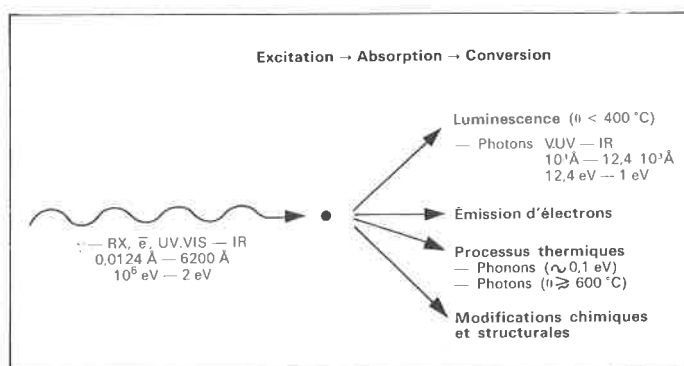 Excitation → Absorption → Conversion
Luminescence (θ < 400 °C)
— Photons V.UV — IR
10¹Å — 12,4 10³Å
12,4 eV — 1 eV
Émission d'électrons
Processus thermiques
— Phonons (∿ 0,1 eV)
— Photons (θ ⩾ 600 °C)
Modifications chimiques
et structurales
— RX, e̅, UV.VIS — IR
0,0124 Å — 6200 Å
10⁶ eV — 2 eV